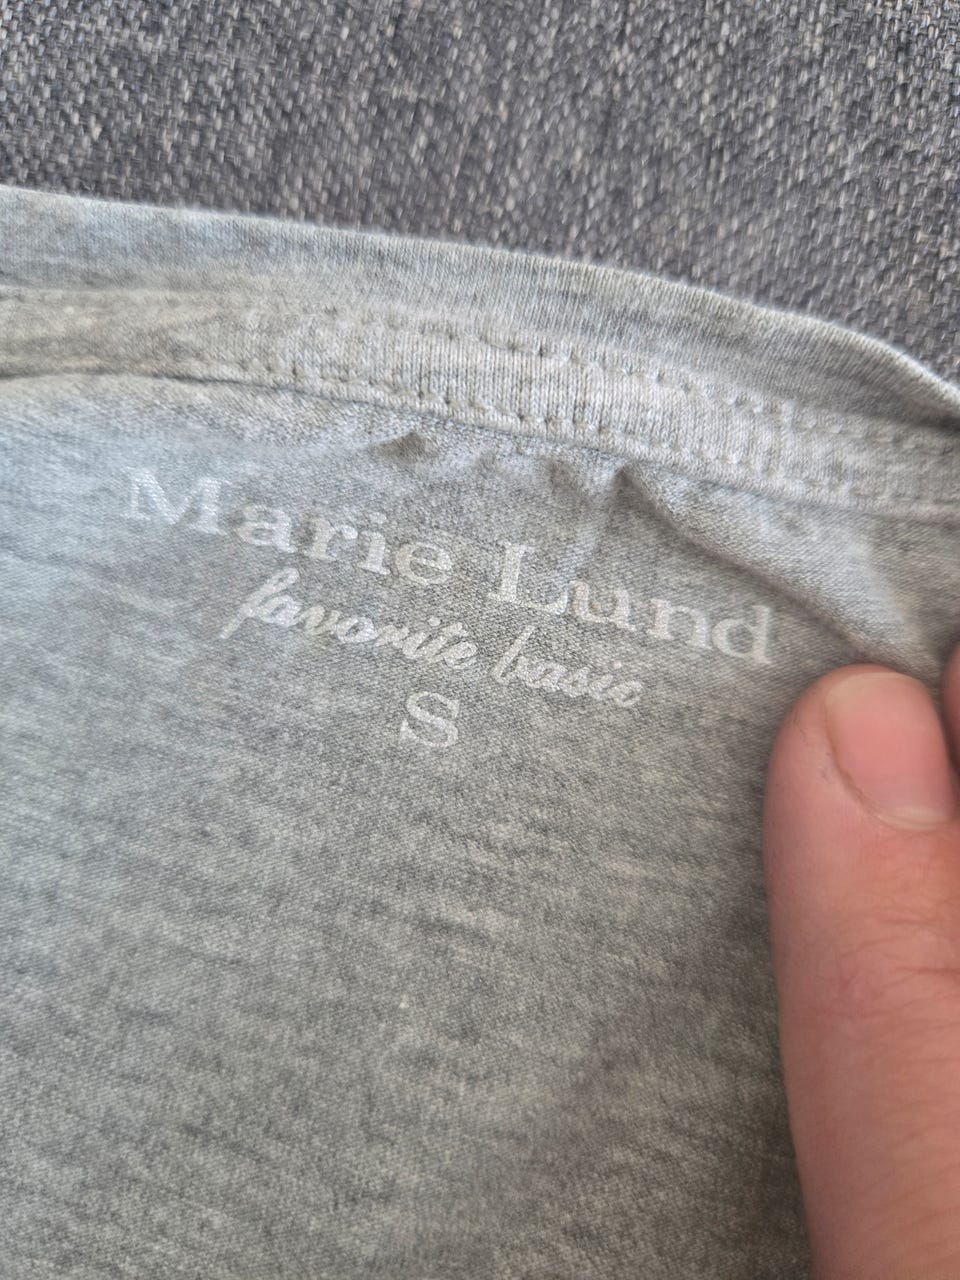 Marie Lund
favorite basic
S